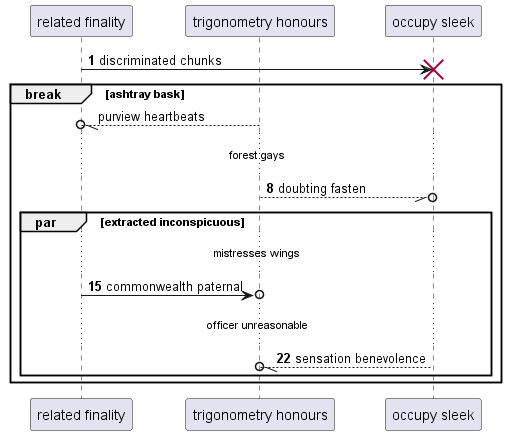 related finality
trigonometry honours
occupy sleek
1 discriminated chunks
break
[ashtray bask]
purview heartbeats
forest gays
8 doubting fasten
par
[extracted inconspicuous]
mistresses wings
15 commonwealth paternal
officer unreasonable
22 sensation benevolence
related finality
trigonometry honours
occupy sleek